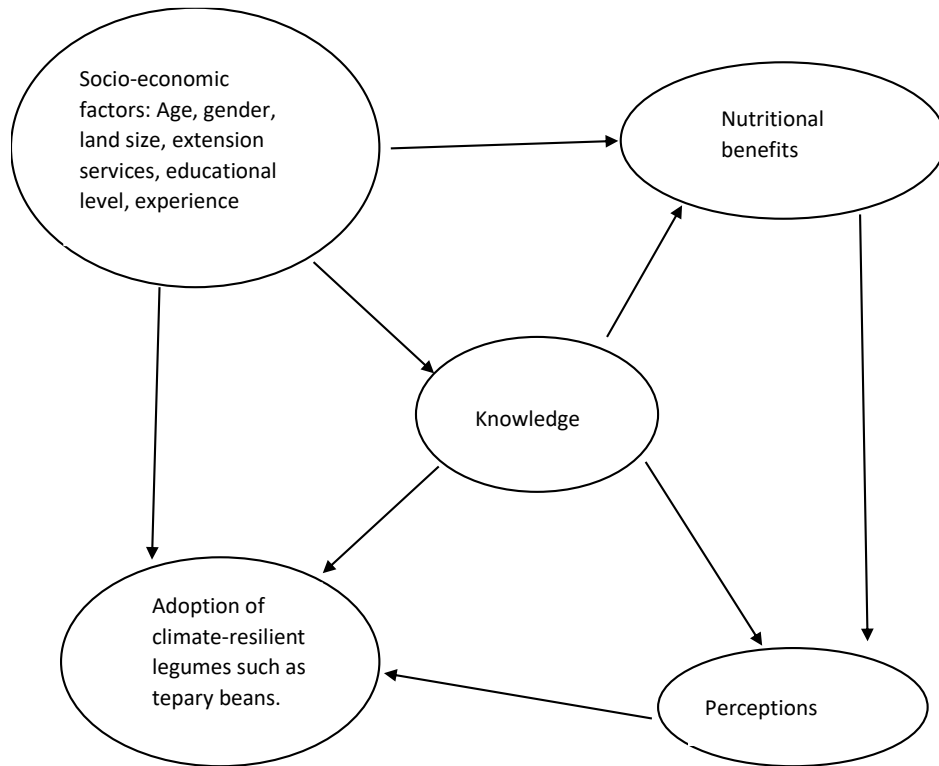 Socio-economic
factors: Age, gender,
land size, extension
services, educational
level, experience
Nutritional
benefits
Knowledge
Adoption of
climate-resilient
legumes such as
tepary beans.
Perceptions